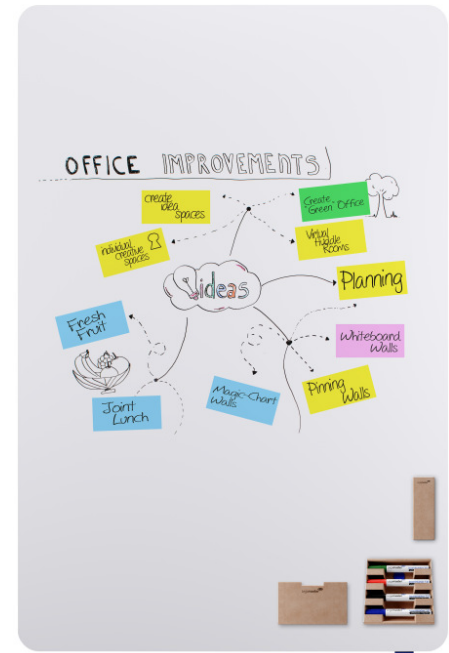 OFFICE IMPROVEMENTS
create
idea
spaces
Create
Green Office
individual
creative
spaces
Virtual
Huddle
Rooms
ideas
Planning
Fresh
Fruit
Whiteboard
Walls
Magic-Chart
Walls
Pinning
Walls
Joint
Lunch